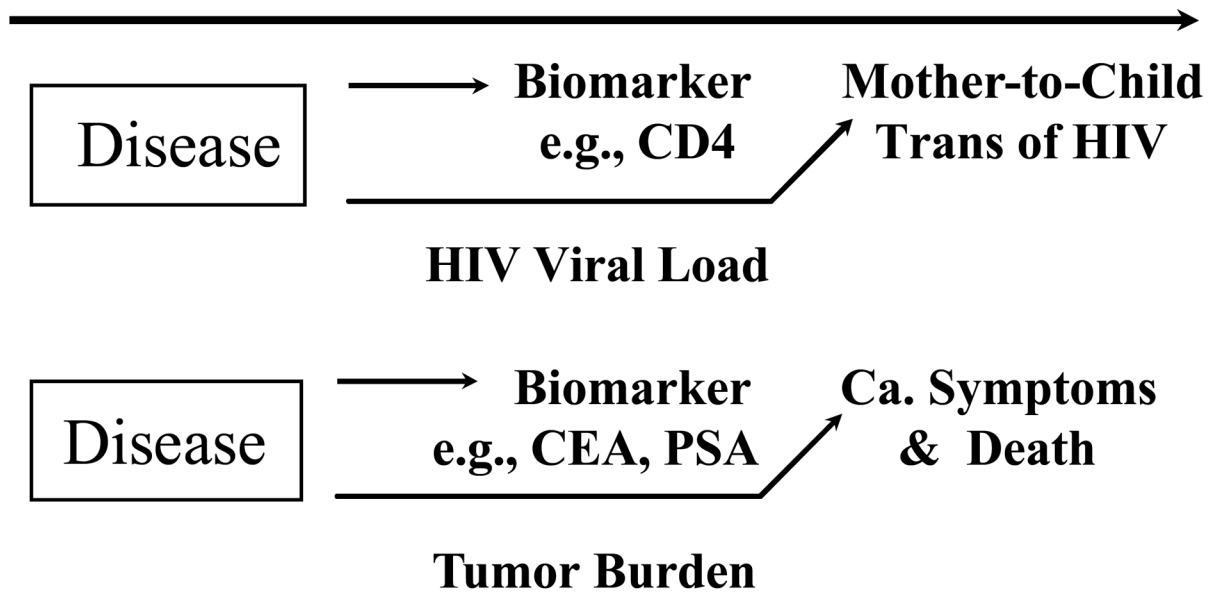 Disease
Biomarker
e.g., CD4
Mother-to-Child
Trans of HIV
HIV Viral Load
Disease
Biomarker
e.g., CEA, PSA
Ca. Symptoms
& Death
Tumor Burden